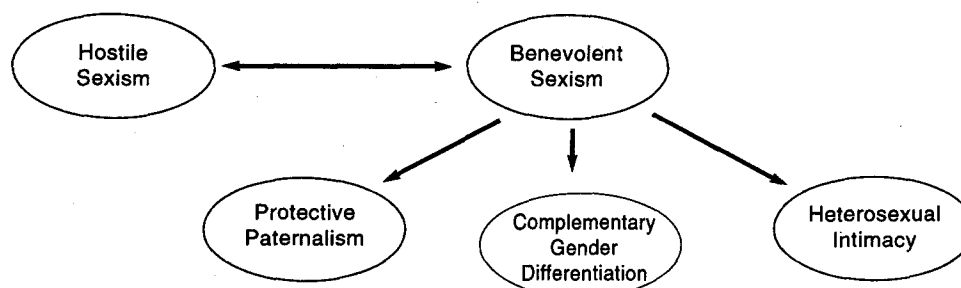 Hostile
Sexism
Benevolent
Sexism
Protective
Paternalism
Complementary
Gender
Differentiation
Heterosexual
Intimacy